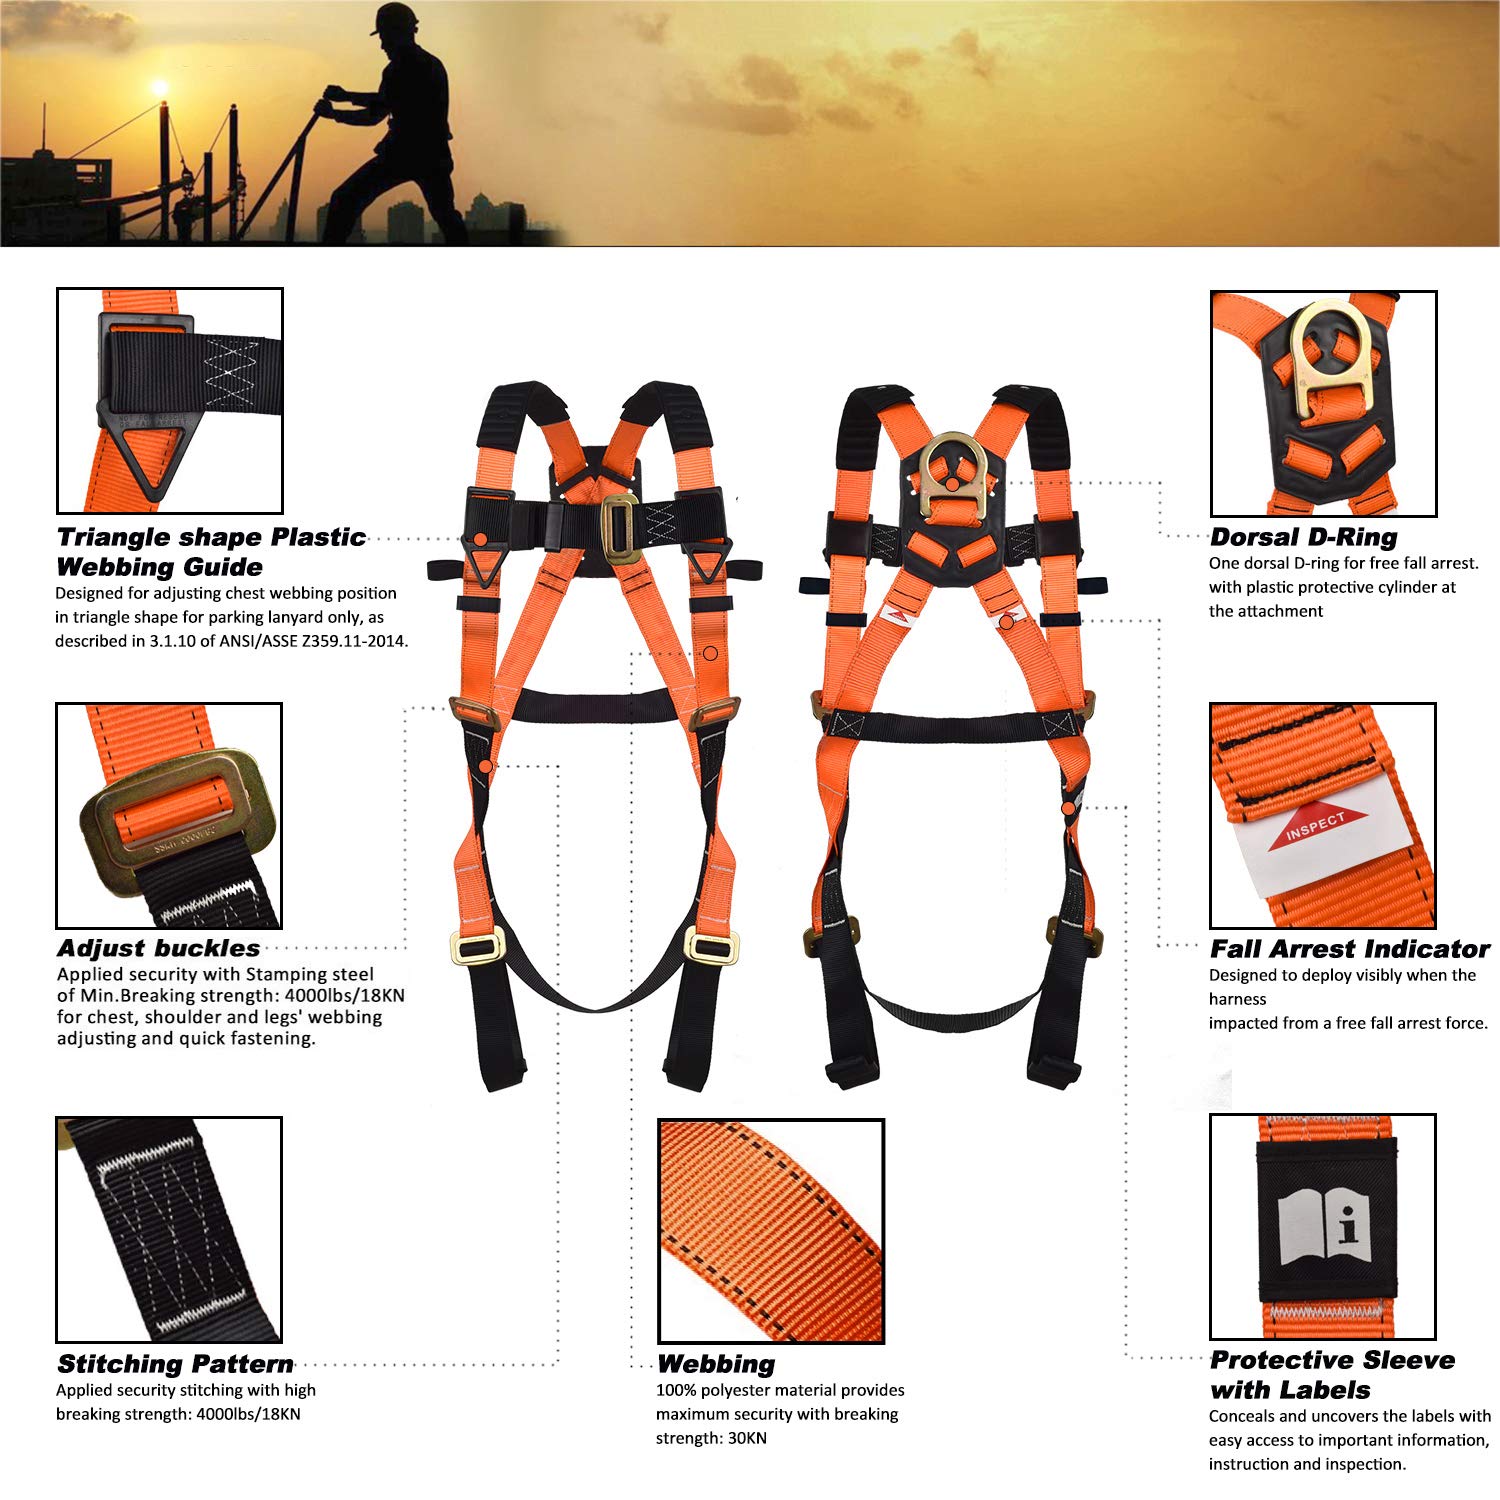 NOT FOR RESCUE
OR FALL ARREST
Triangle shape Plastic
Webbing Guide
Designed for adjusting chest webbing position
in triangle shape for parking lanyard only, as
described in 3.1.10 of ANSI/ASSE Z359.11-2014.
Dorsal D-Ring
One dorsal D-ring for free fall arrest.
with plastic protective cylinder at
the attachment
Adjust buckles
Applied security with Stamping steel
of Min.Breaking strength: 4000lbs/18KN
for chest, shoulder and legs' webbing
adjusting and quick fastening.
INSPECT
Fall Arrest Indicator
Designed to deploy visibly when the
harness
impacted from a free fall arrest force.
Stitching Pattern
Applied security stitching with high
breaking strength: 4000lbs/18KN
Webbing
100% polyester material provides
maximum security with breaking
strength: 30KN
i
Protective Sleeve
with Labels
Conceals and uncovers the labels with
easy access to important information,
instruction and inspection.